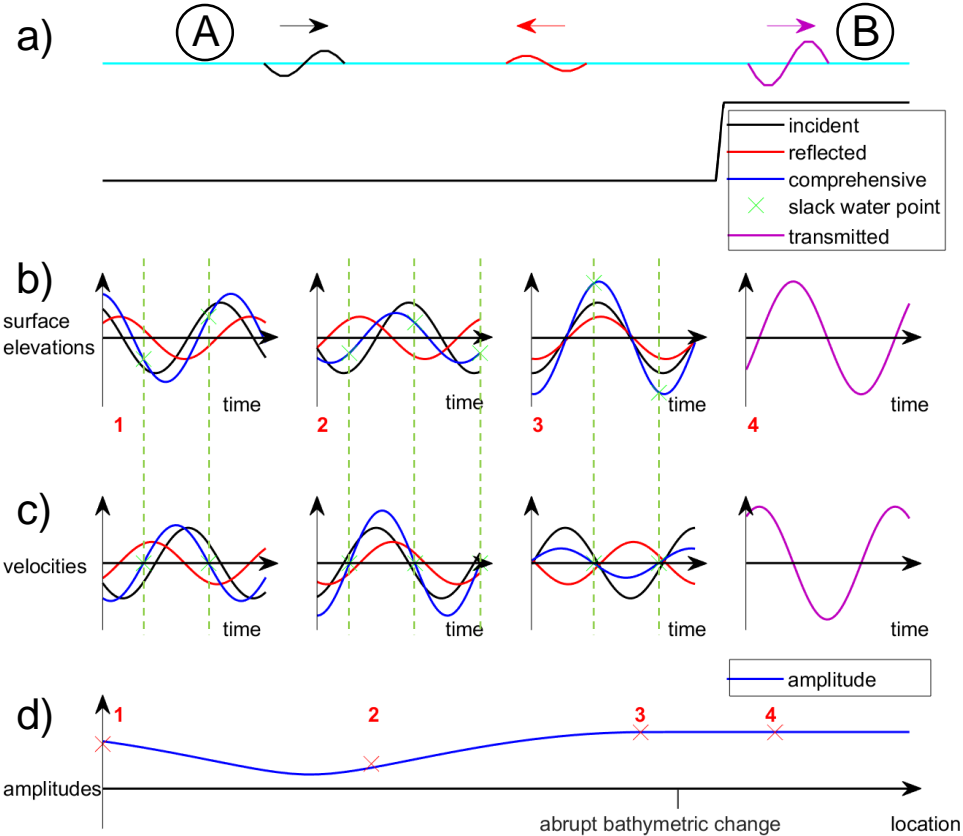 a)
A
B
incident
reflected
comprehensive
slack water point
transmitted
b)
surface
elevations
time
time
time
time
1
2
3
4
c)
velocities
time
time
time
time
amplitude
d)
1
2
3
4
amplitudes
abrupt bathymetric change
location